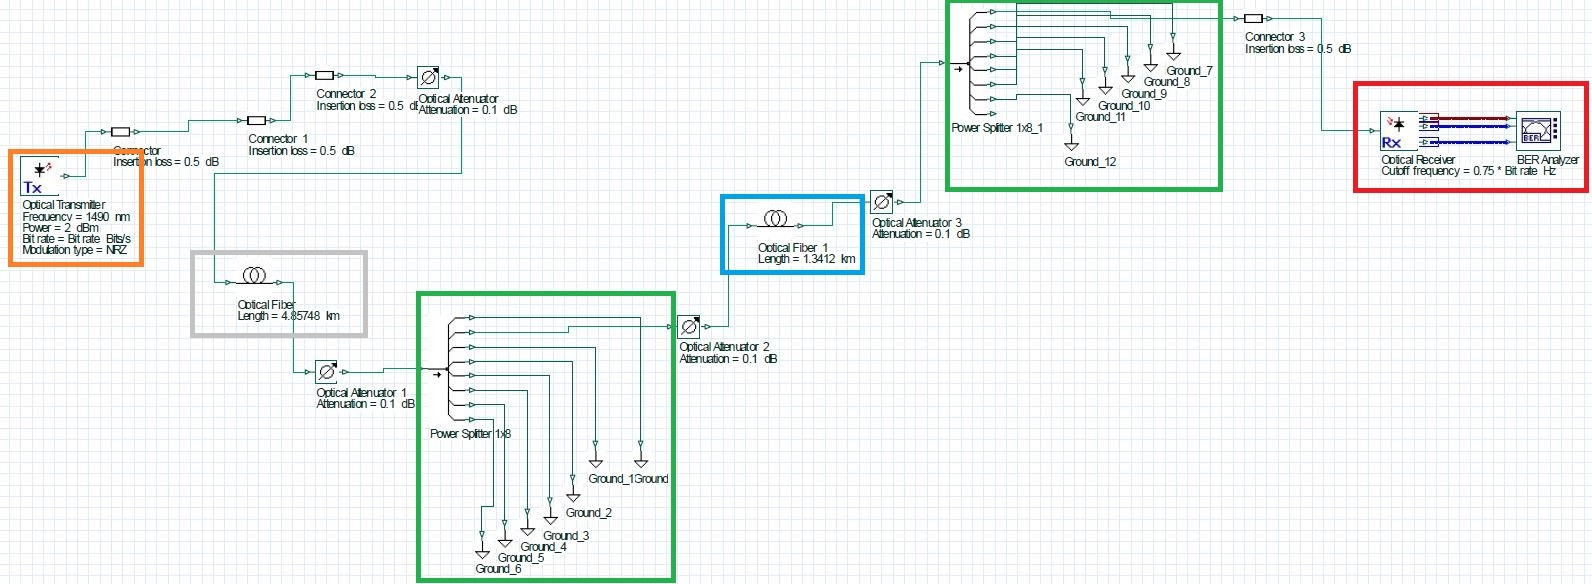 Tx
Optical Transmitter
Frequency = 1490 nm
Power = 2 dBm
Bit rate = Bit rate Bits/s
Modulation type = NRZ
Connector
Insertion loss = 0.5 dB
Connector 1
Insertion loss = 0.5 dB
Connector 2
Insertion loss = 0.5 dB
Optical Attenuator
Attenuation = 0.1 dB
Optical Fiber
Length = 4.85748 km
Optical Attenuator 1
Attenuation = 0.1 dB
Power Splitter 1x8
Ground_1
Ground
Ground_2
Ground_3
Ground_4
Ground_5
Ground_6
Optical Attenuator 2
Attenuation = 0.1 dB
Optical Fiber 1
Length = 1.3412 km
Optical Attenuator 3
Attenuation = 0.1 dB
Power Splitter 1x8_1
Ground_7
Ground_8
Ground_9
Ground_10
Ground_11
Ground_12
Connector 3
Insertion loss = 0.5 dB
Rx
Optical Receiver
Cutoff frequency = 0.75 * Bit rate Hz
BER
BER Analyzer